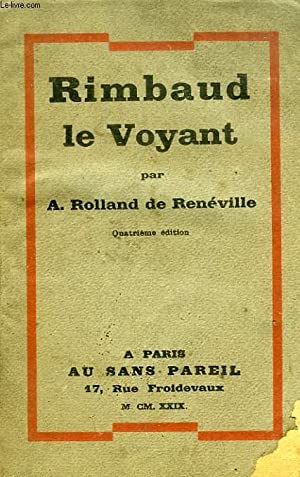 Rimbaud
le Voyant
par
A. Rolland de Renéville
Quatrième édition
A PARIS
AU SANS PAREIL
17, Rue Froidevaux
M CM. XXIX.